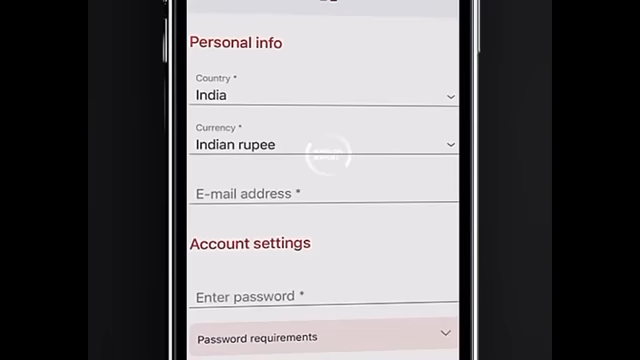 Personal info
Country *
India
Currency *
Indian rupee
E-mail address *
Account settings
Enter password *
Password requirements